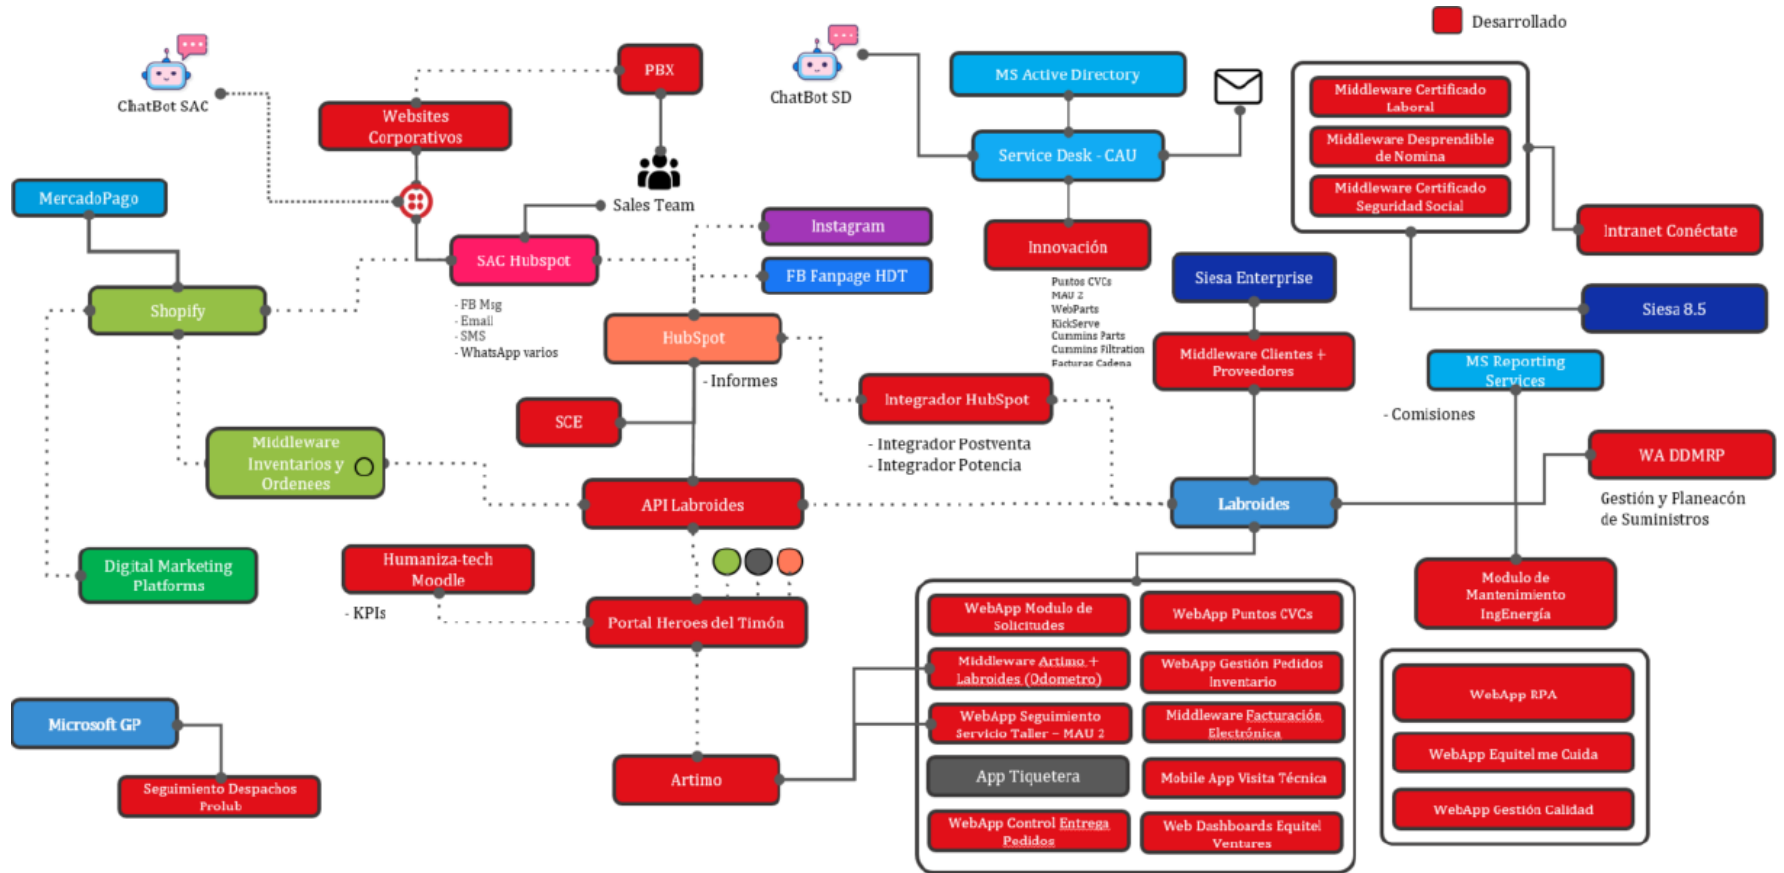 Desarrollado
ChatBot SAC
PBX
Websites
Corporativos
Sales Team
MercadoPago
Shopify
SAC Hubspot
- FB Msg
- Email
- SMS
- WhatsApp varios
Instagram
FB Fanpage HDT
HubSpot
- Informes
SCE
Middleware
Inventarios y
Ordenees
API Labroides
Digital Marketing
Platforms
Humaniza-tech
Moodle
- KPIs
Portal Heroes del Timón
Microsoft GP
Seguimiento Despachos
Prolub
Artimo
ChatBot SD
MS Active Directory
Service Desk - CAU
Innovación
Puntos CVCs
MAU 2
WebParts
KickServe
Cummins Parts
Cummins Filtration
Facturas Cadena
Integrador HubSpot
- Integrador Postventa
- Integrador Potencia
Siesa Enterprise
Middleware Clientes +
Proveedores
Labroides
Middleware Certificado
Laboral
Middleware Desprendible
de Nomina
Middleware Certificado
Seguridad Social
Intranet Conéctate
Siesa 8.5
MS Reporting
Services
- Comisiones
WA DDMRP
Gestión y Planeacón
de Suministros
Modulo de
Mantenimiento
IngEnergía
WebApp Modulo de
Solicitudes
WebApp Puntos CVCs
Middleware Artimo +
Labroides (Odometro)
WebApp Gestión Pedidos
Inventario
WebApp Seguimiento
Servicio Taller – MAU 2
Middleware Facturación
Electrónica
App Tiquetera
Mobile App Visita Técnica
WebApp Control Entrega
Pedidos
Web Dashboards Equitel
Ventures
WebApp RPA
WebApp Equitel me Cuida
WebApp Gestión Calidad